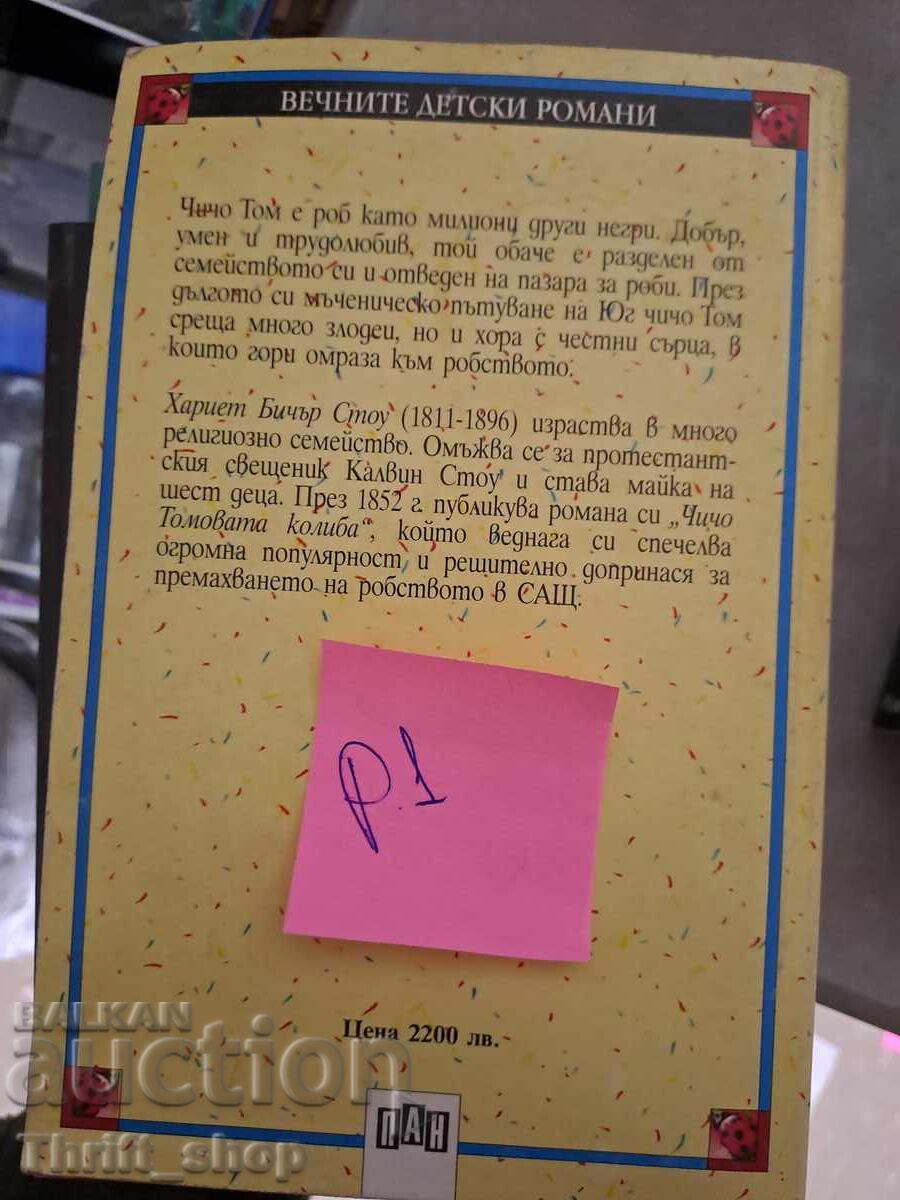 ВЕЧНИТЕ ДЕТСКИ РОМАНИ
Чичо Том е роб като милиони други негри. Добър,
умен и трудолюбив, той обаче е разделен от
семейството си и отведен на пазара за роби. През
дългото си мъченическо пътуване на Юг чичо Том
среща много злодеи, но и хора с честни сърца, в
които гори омраза към робството.
Хариет Бичър Стоу (1811-1896) израства в много
религиозно семейство. Омъжва се за протестант-
ския свещеник Калвин Стоу и става майка на
шест деца. През 1852 г. публикува романа си „Чичо
Томовата колиба“, който веднага си спечелва
огромна популярност и решително допринася за
премахването на робството в САЩ.
р.1
Цена 2200 лв.
ПАН
BALKAN
auction
Thrift_shop